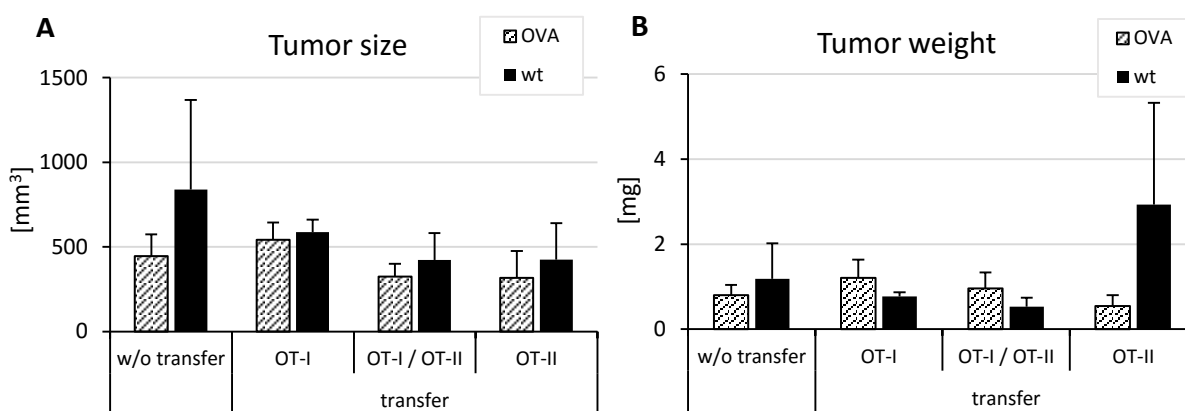 A
Tumor size
OVA
wt
[mm³]
1500
1000
500
0
w/o transfer
OT-I
OT-I / OT-II
OT-II
transfer
B
Tumor weight
OVA
wt
[mg]
6
4
2
0
w/o transfer
OT-I
OT-I / OT-II
OT-II
transfer